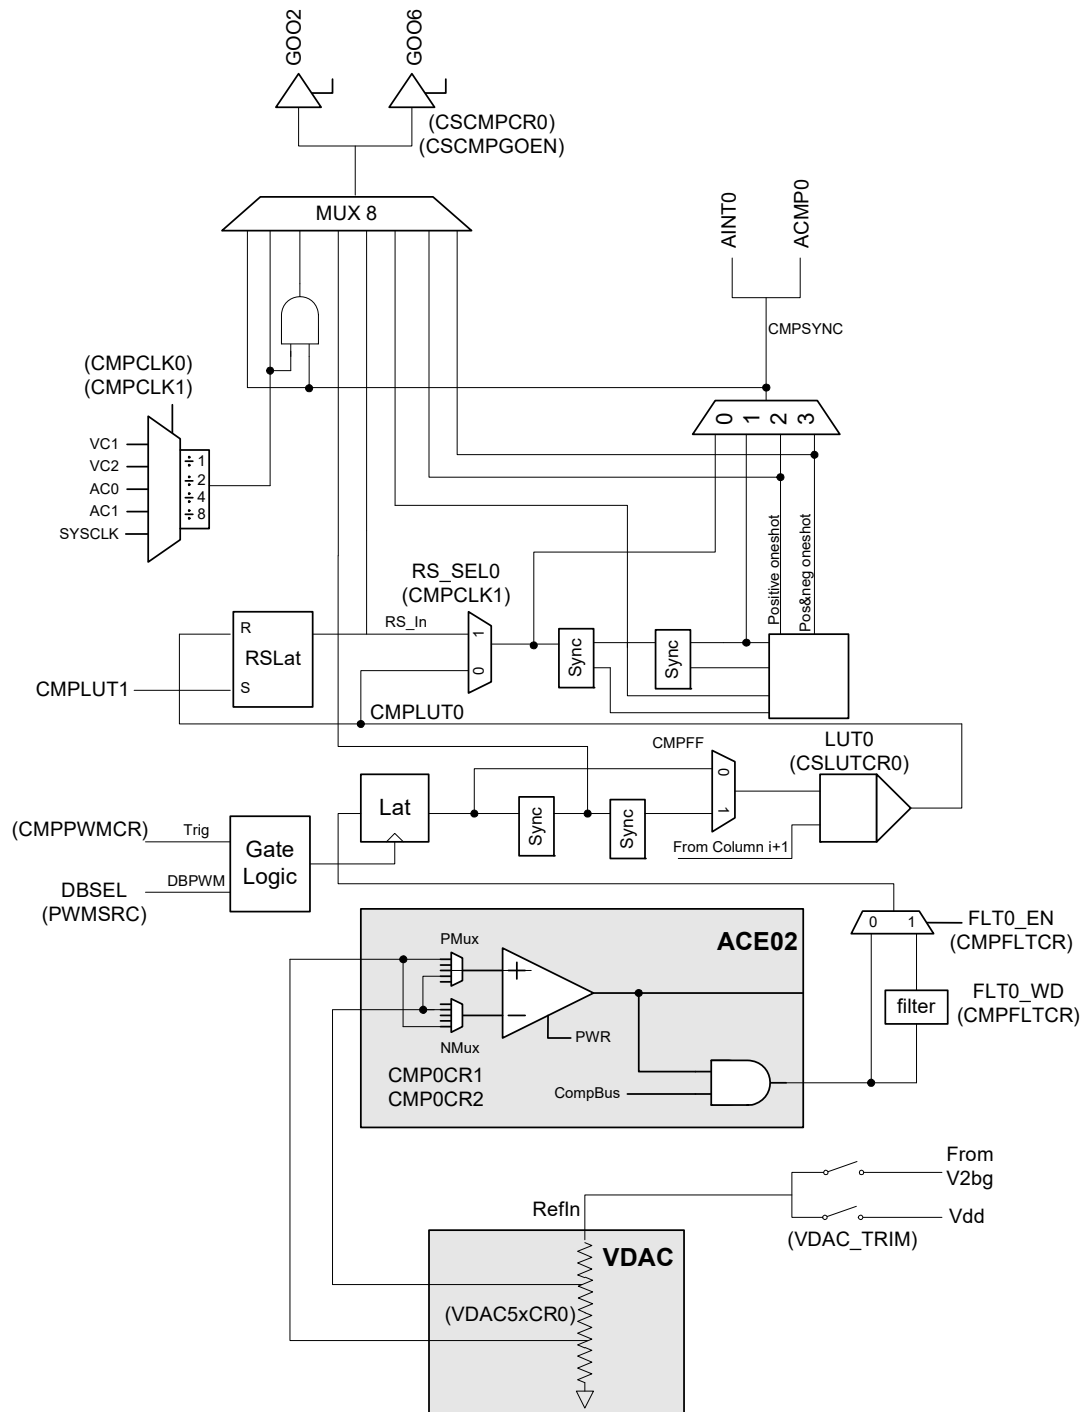 GOO2
GOO6
(CSCMPCR0)
(CSCMPGOEN)
MUX 8
AINT0
ACMP0
CMPSYNC
(CMPCLK0)
(CMPCLK1)
0
1
2
3
VC1
VC2
AC0
AC1
SYSCLK
÷ 1
÷ 2
÷ 4
÷ 8
Positive oneshot
Pos&neg oneshot
RS_SEL0
(CMPCLK1)
R
RSLat
S
RS_In
1
0
Sync
Sync
CMPLUT1
CMPLUT0
CMPFF
LUT0
(CSLUTCR0)
0
1
Lat
Sync
Sync
From Column i+1
(CMPPWMCR)
Trig
Gate
Logic
DBSEL
(PWMSRC)
DBPWM
0
1
FLT0_EN
(CMPFLTCR)
ACE02
PMux
+
−
NMux
PWR
CMP0CR1
CMP0CR2
CompBus
filter
FLT0_WD
(CMPFLTCR)
From
V2bg
Vdd
(VDAC_TRIM)
RefIn
VDAC
(VDAC5xCR0)